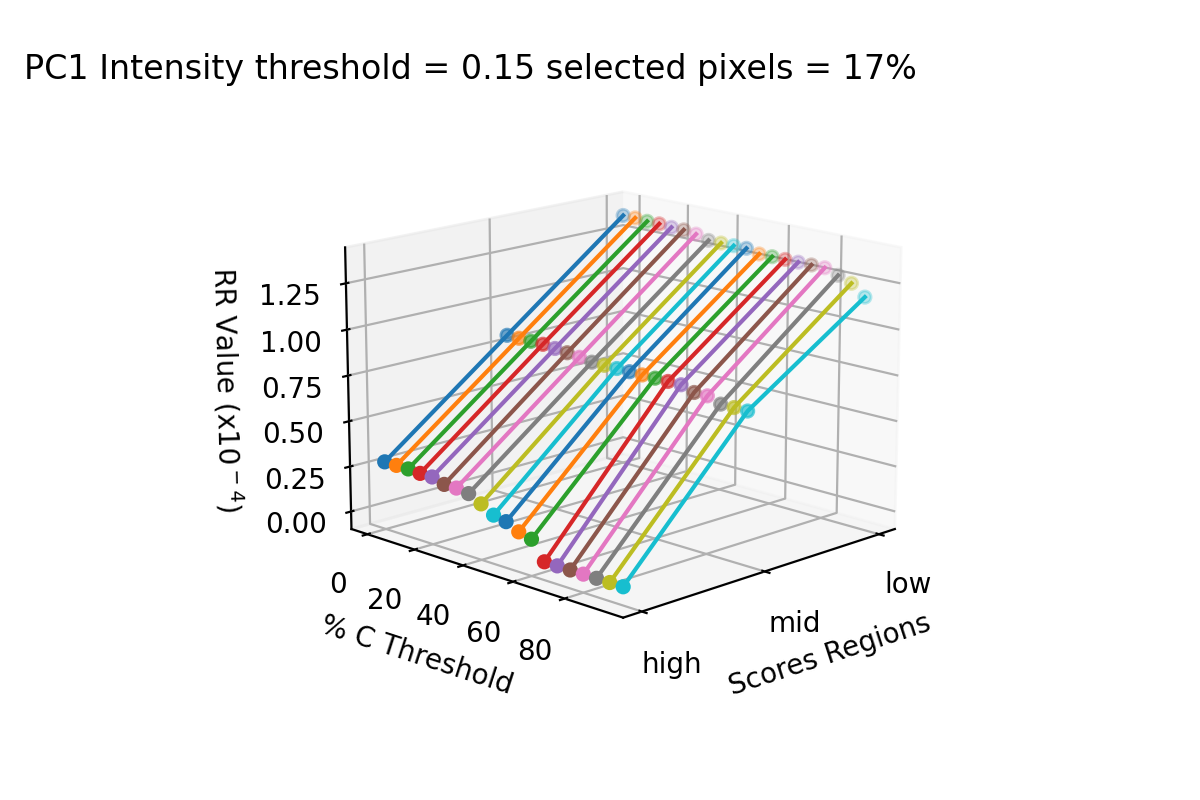 PC1 Intensity threshold = 0.15 selected pixels = 17%
RR Value (x10⁻⁴)
1.25
1.00
0.75
0.50
0.25
0.00
0
20
40
60
80
% C Threshold
high
mid
low
Scores Regions